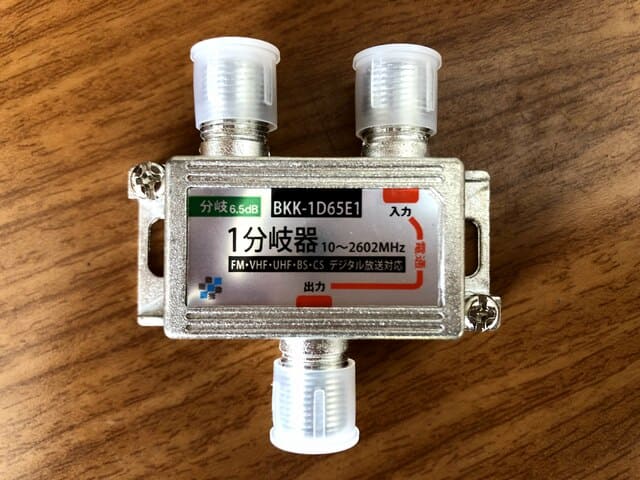 分岐6.5dB
BKK-1D65E1
入力
1分岐器 10～2602MHz
電通
FM・VHF・UHF・BS・CS デジタル放送対応
出力